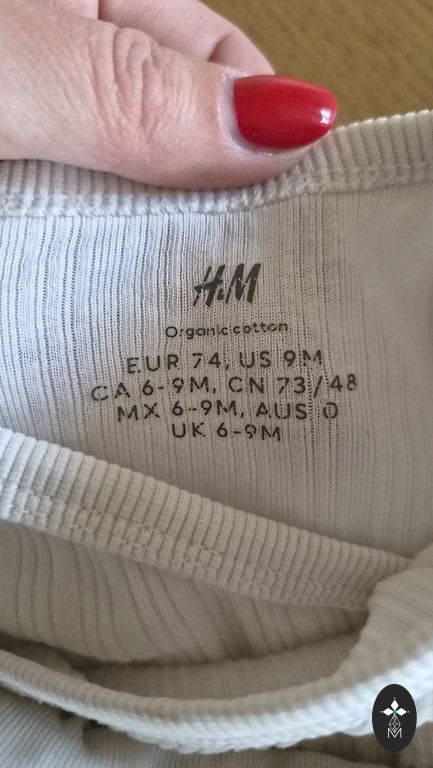 H&M
Organic cotton
EUR 74, US 9M
CA 6-9M, CN 73/48
MX 6-9M, AUS 0
UK 6-9M